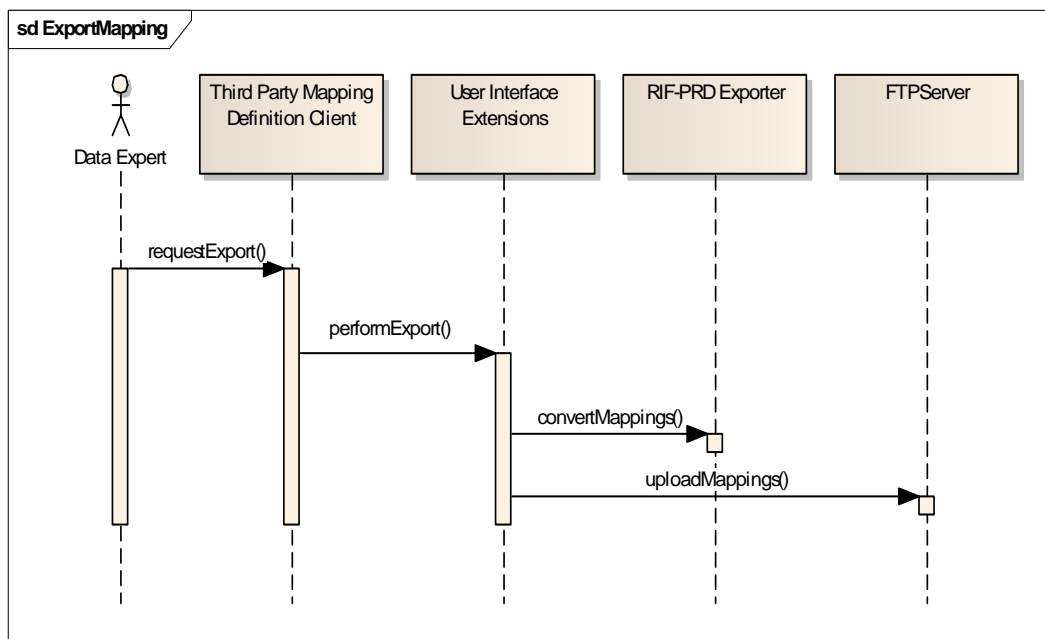 sd ExportMapping
Data Expert
Third Party Mapping
Definition Client
User Interface
Extensions
RIF-PRD Exporter
FTPServer
requestExport()
performExport()
convertMappings()
uploadMappings()